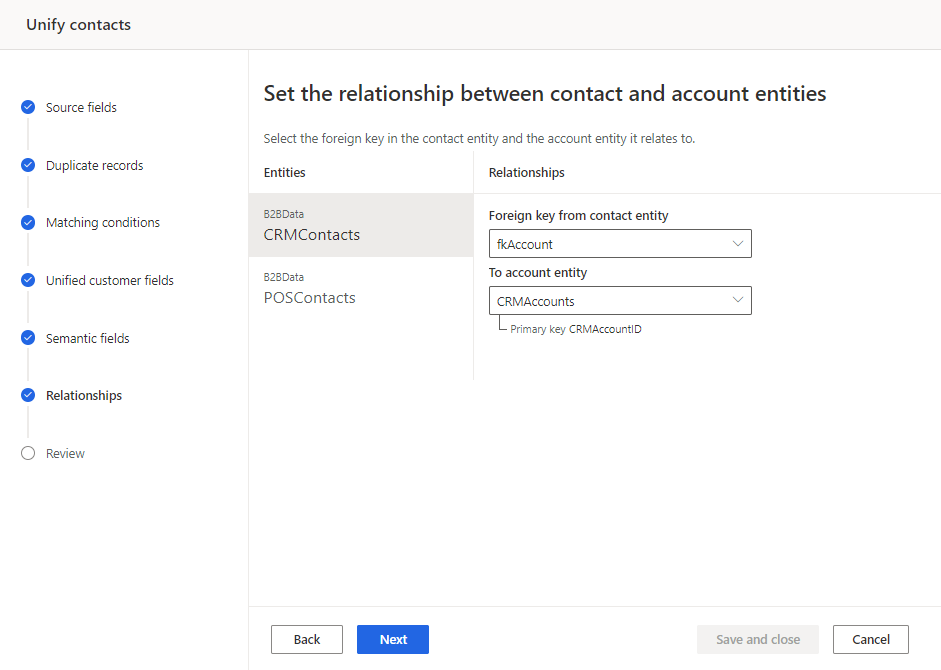 Unify contacts
Source fields
Duplicate records
Matching conditions
Unified customer fields
Semantic fields
Relationships
Review
Set the relationship between contact and account entities
Select the foreign key in the contact entity and the account entity it relates to.
Entities
B2BData
CRMContacts
B2BData
POSContacts
Relationships
Foreign key from contact entity
fkAccount
To account entity
CRMAccounts
Primary key CRMAccountID
Back
Next
Save and close
Cancel